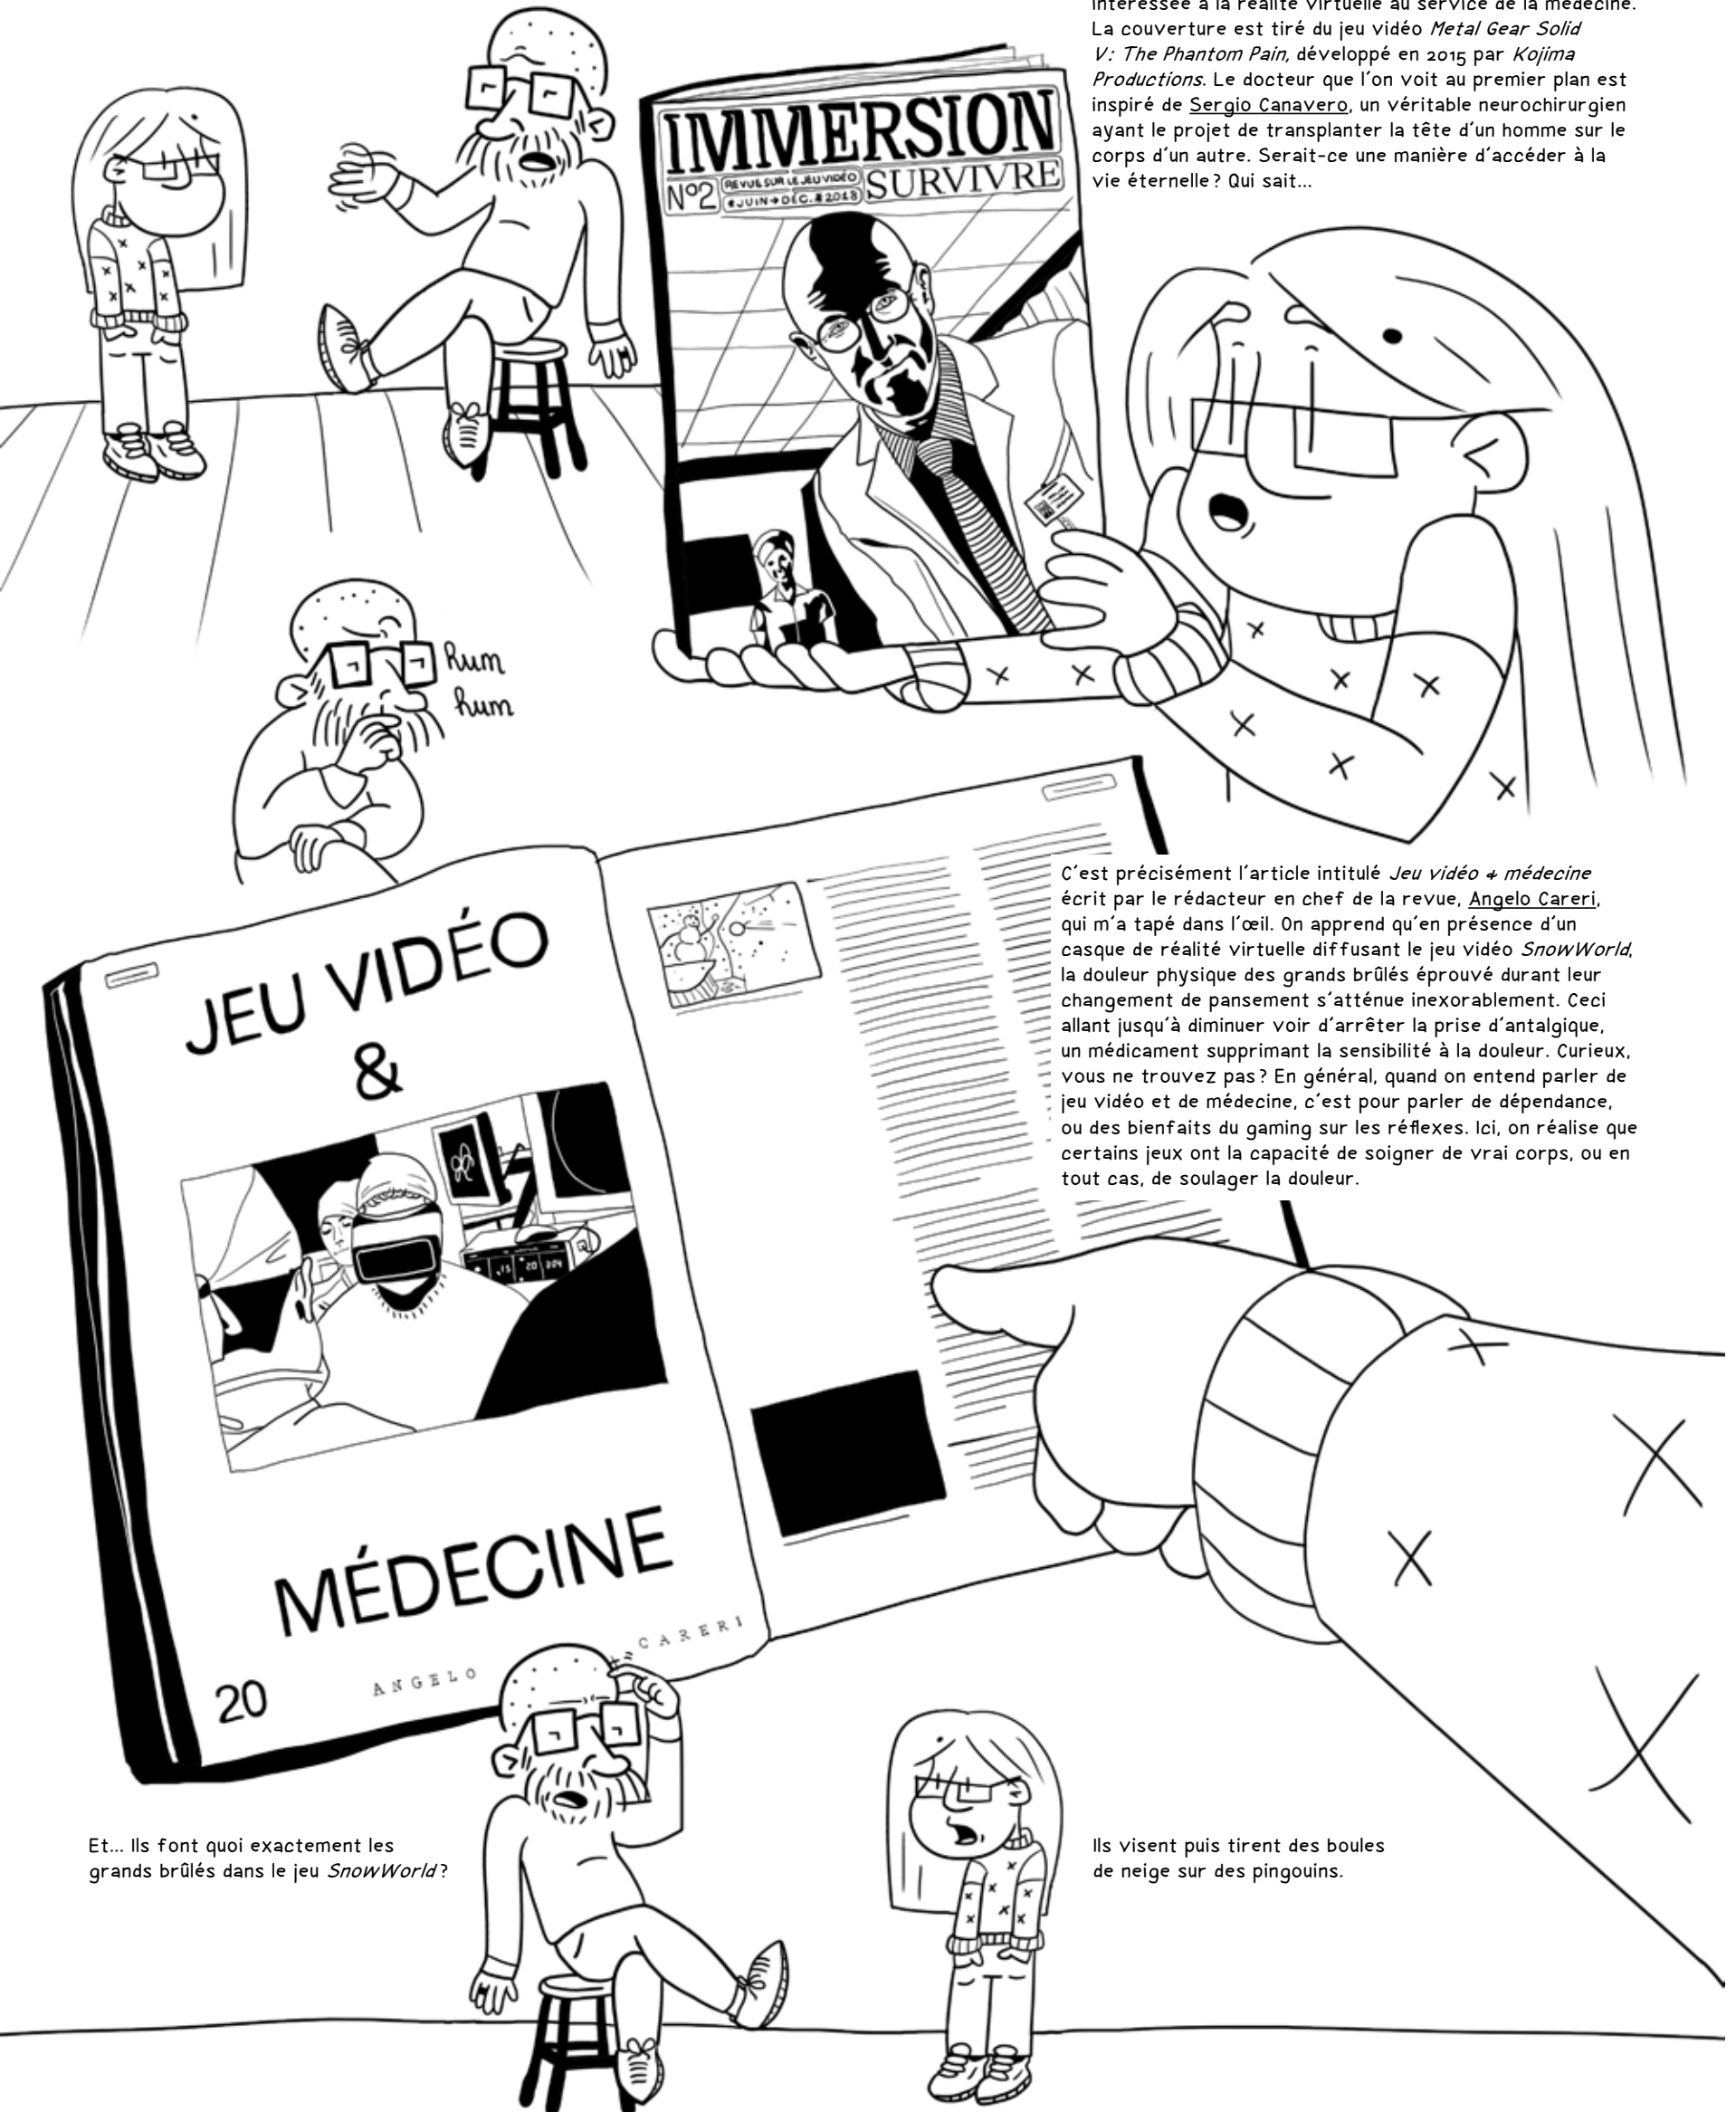 intéressée à la réalité virtuelle au service de la médecine.
La couverture est tiré du jeu vidéo Metal Gear Solid
V: The Phantom Pain, développé en 2015 par Kojima
Productions. Le docteur que l'on voit au premier plan est
inspiré de Sergio Canavero, un véritable neurochirurgien
ayant le projet de transplanter la tête d'un homme sur le
corps d'un autre. Serait-ce une manière d'accéder à la
vie éternelle? Qui sait...
IMMERSION
N°2 REVUE SUR LE JEU VIDÉO SURVIVRE
JUIN→DÉC. 2018
hum
hum
C'est précisément l'article intitulé Jeu vidéo & médecine
écrit par le rédacteur en chef de la revue, Angelo Careri,
qui m'a tapé dans l'œil. On apprend qu'en présence d'un
casque de réalité virtuelle diffusant le jeu vidéo SnowWorld,
la douleur physique des grands brûlés éprouvé durant leur
changement de pansement s'atténue inexorablement. Ceci
allant jusqu'à diminuer voir d'arrêter la prise d'antalgique,
un médicament supprimant la sensibilité à la douleur. Curieux,
vous ne trouvez pas? En général, quand on entend parler de
jeu vidéo et de médecine, c'est pour parler de dépendance,
ou des bienfaits du gaming sur les réflexes. Ici, on réalise que
certains jeux ont la capacité de soigner de vrai corps, ou en
tout cas, de soulager la douleur.
JEU VIDÉO
&
MÉDECINE
ANGELO CARERI
20
Et... Ils font quoi exactement les
grands brûlés dans le jeu SnowWorld?
Ils visent puis tirent des boules
de neige sur des pingouins.